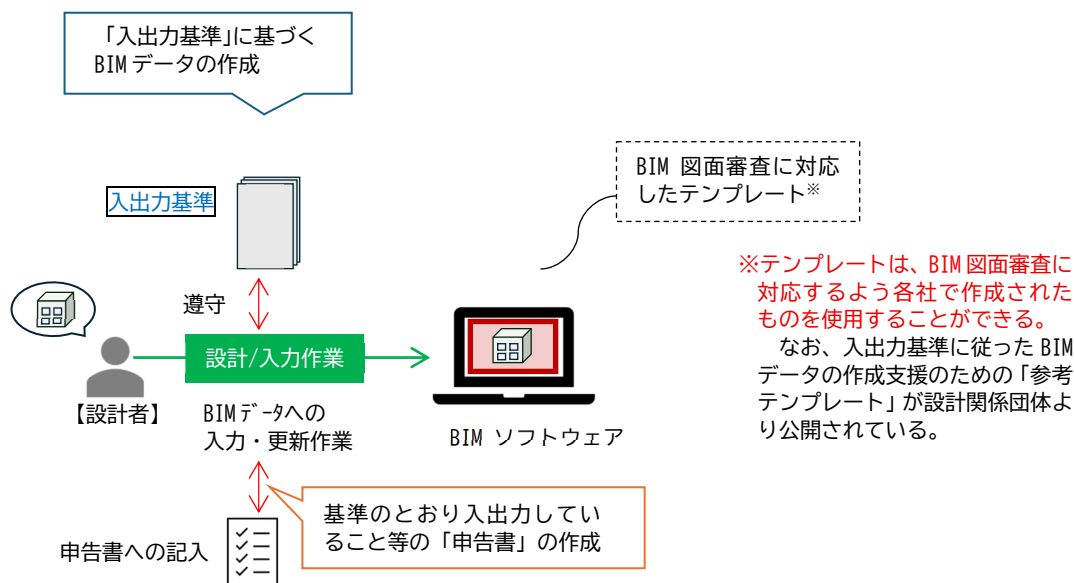 「入出力基準」に基づく
BIMデータの作成
BIM 図面審査に対応
したテンプレート※
入出力基準
※テンプレートは、BIM図面審査に
対応するよう各社で作成された
ものを使用することができる。
なお、入出力基準に従ったBIM
データの作成支援のための「参考
テンプレート」が設計関係団体よ
り公開されている。
遵守
設計/入力作業
【設計者】
BIMﾃﾞｰﾀへの
入力・更新作業
BIM ソフトウェア
基準のとおり入出力してい
ること等の「申告書」の作成
申告書への記入